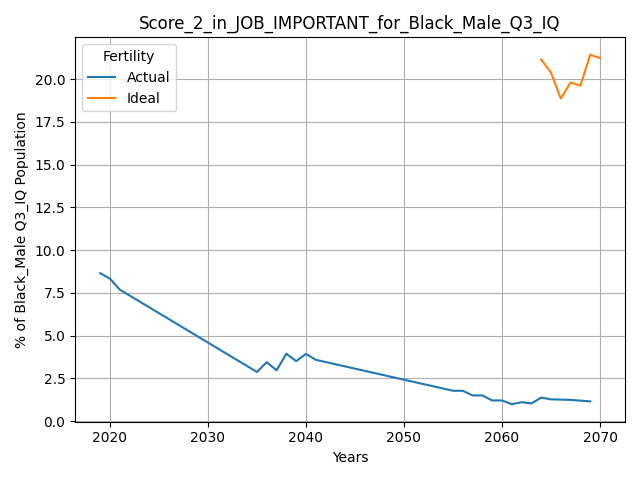 Score_2_in_JOB_IMPORTANT_for_Black_Male_Q3_IQ
Fertility
Actual
Ideal
% of Black_Male Q3_IQ Population
20.0
17.5
15.0
12.5
10.0
7.5
5.0
2.5
0.0
2020 2030 2040 2050 2060 2070
Years